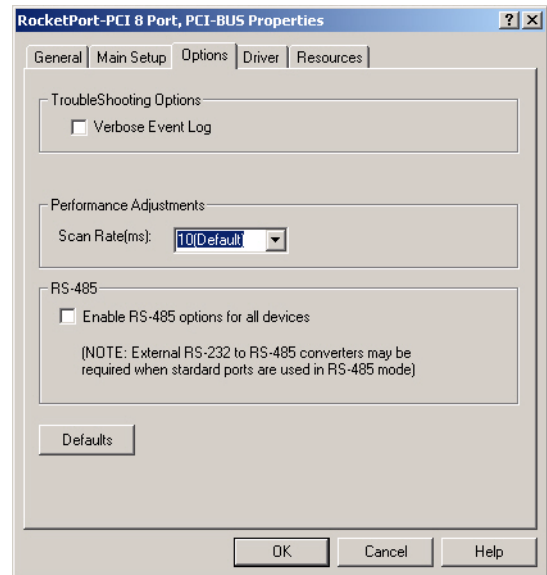 RocketPort-PCI 8 Port, PCI-BUS Properties
General Main Setup Options Driver Resources
TroubleShooting Options
Verbose Event Log
Performance Adjustments
Scan Rate(ms): 10(Default)
RS-485
Enable RS-485 options for all devices
(NOTE: External RS-232 to RS-485 converters may be
required when stardard ports are used in RS-485 mode)
Defaults
OK Cancel Help